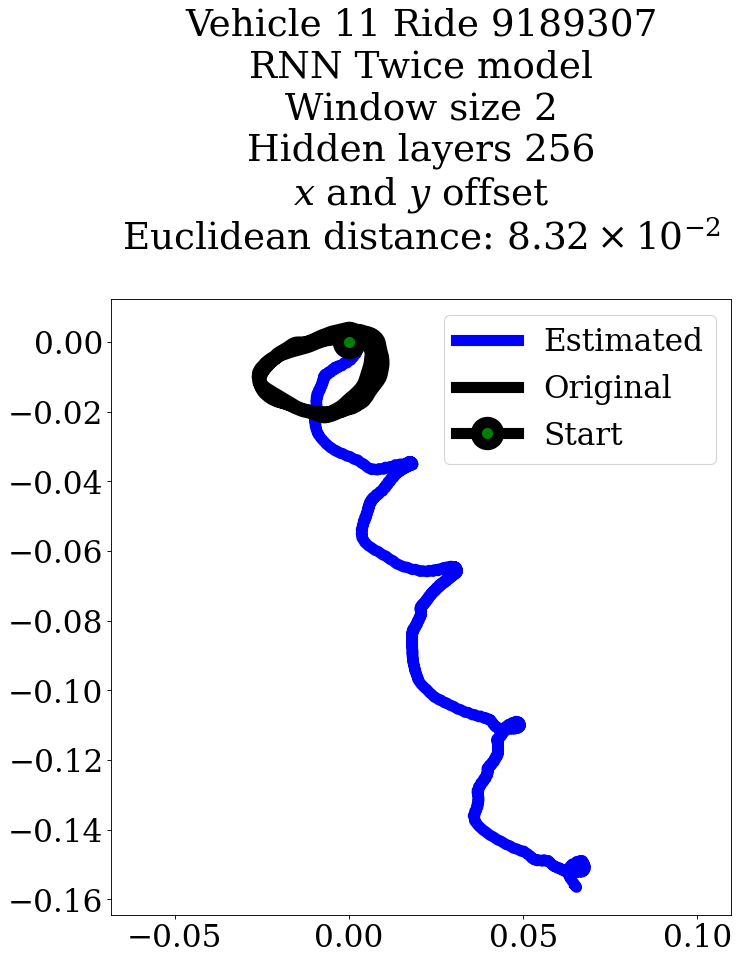 Vehicle 11 Ride 9189307
RNN Twice model
Window size 2
Hidden layers 256
x and y offset
Euclidean distance: 8.32 × 10⁻²
Estimated
Original
Start
0.00
−0.02
−0.04
−0.06
−0.08
−0.10
−0.12
−0.14
−0.16
−0.05 0.00 0.05 0.10